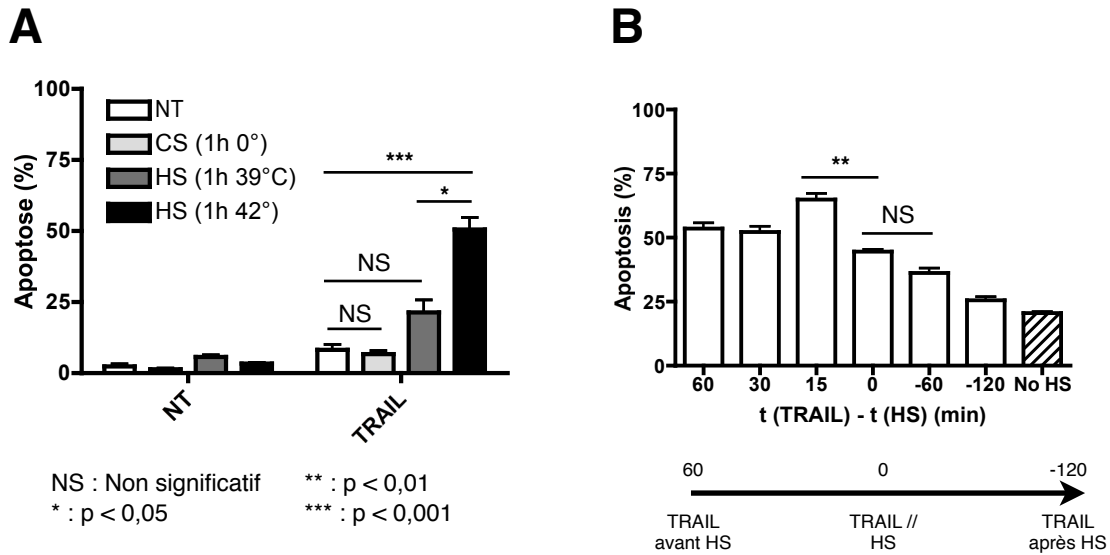 A
Apoptose (%)
100
75
50
25
0
NT
CS (1h 0°)
HS (1h 39°C)
HS (1h 42°)
***
*
NS
NS
NT
TRAIL
NS : Non significatif
* : p < 0,05
** : p < 0,01
*** : p < 0,001
B
Apoptosis (%)
100
75
50
25
0
**
NS
60 30 15 0 -60 -120 No HS
t (TRAIL) - t (HS) (min)
60 0 -120
TRAIL avant HS
TRAIL // HS
TRAIL après HS